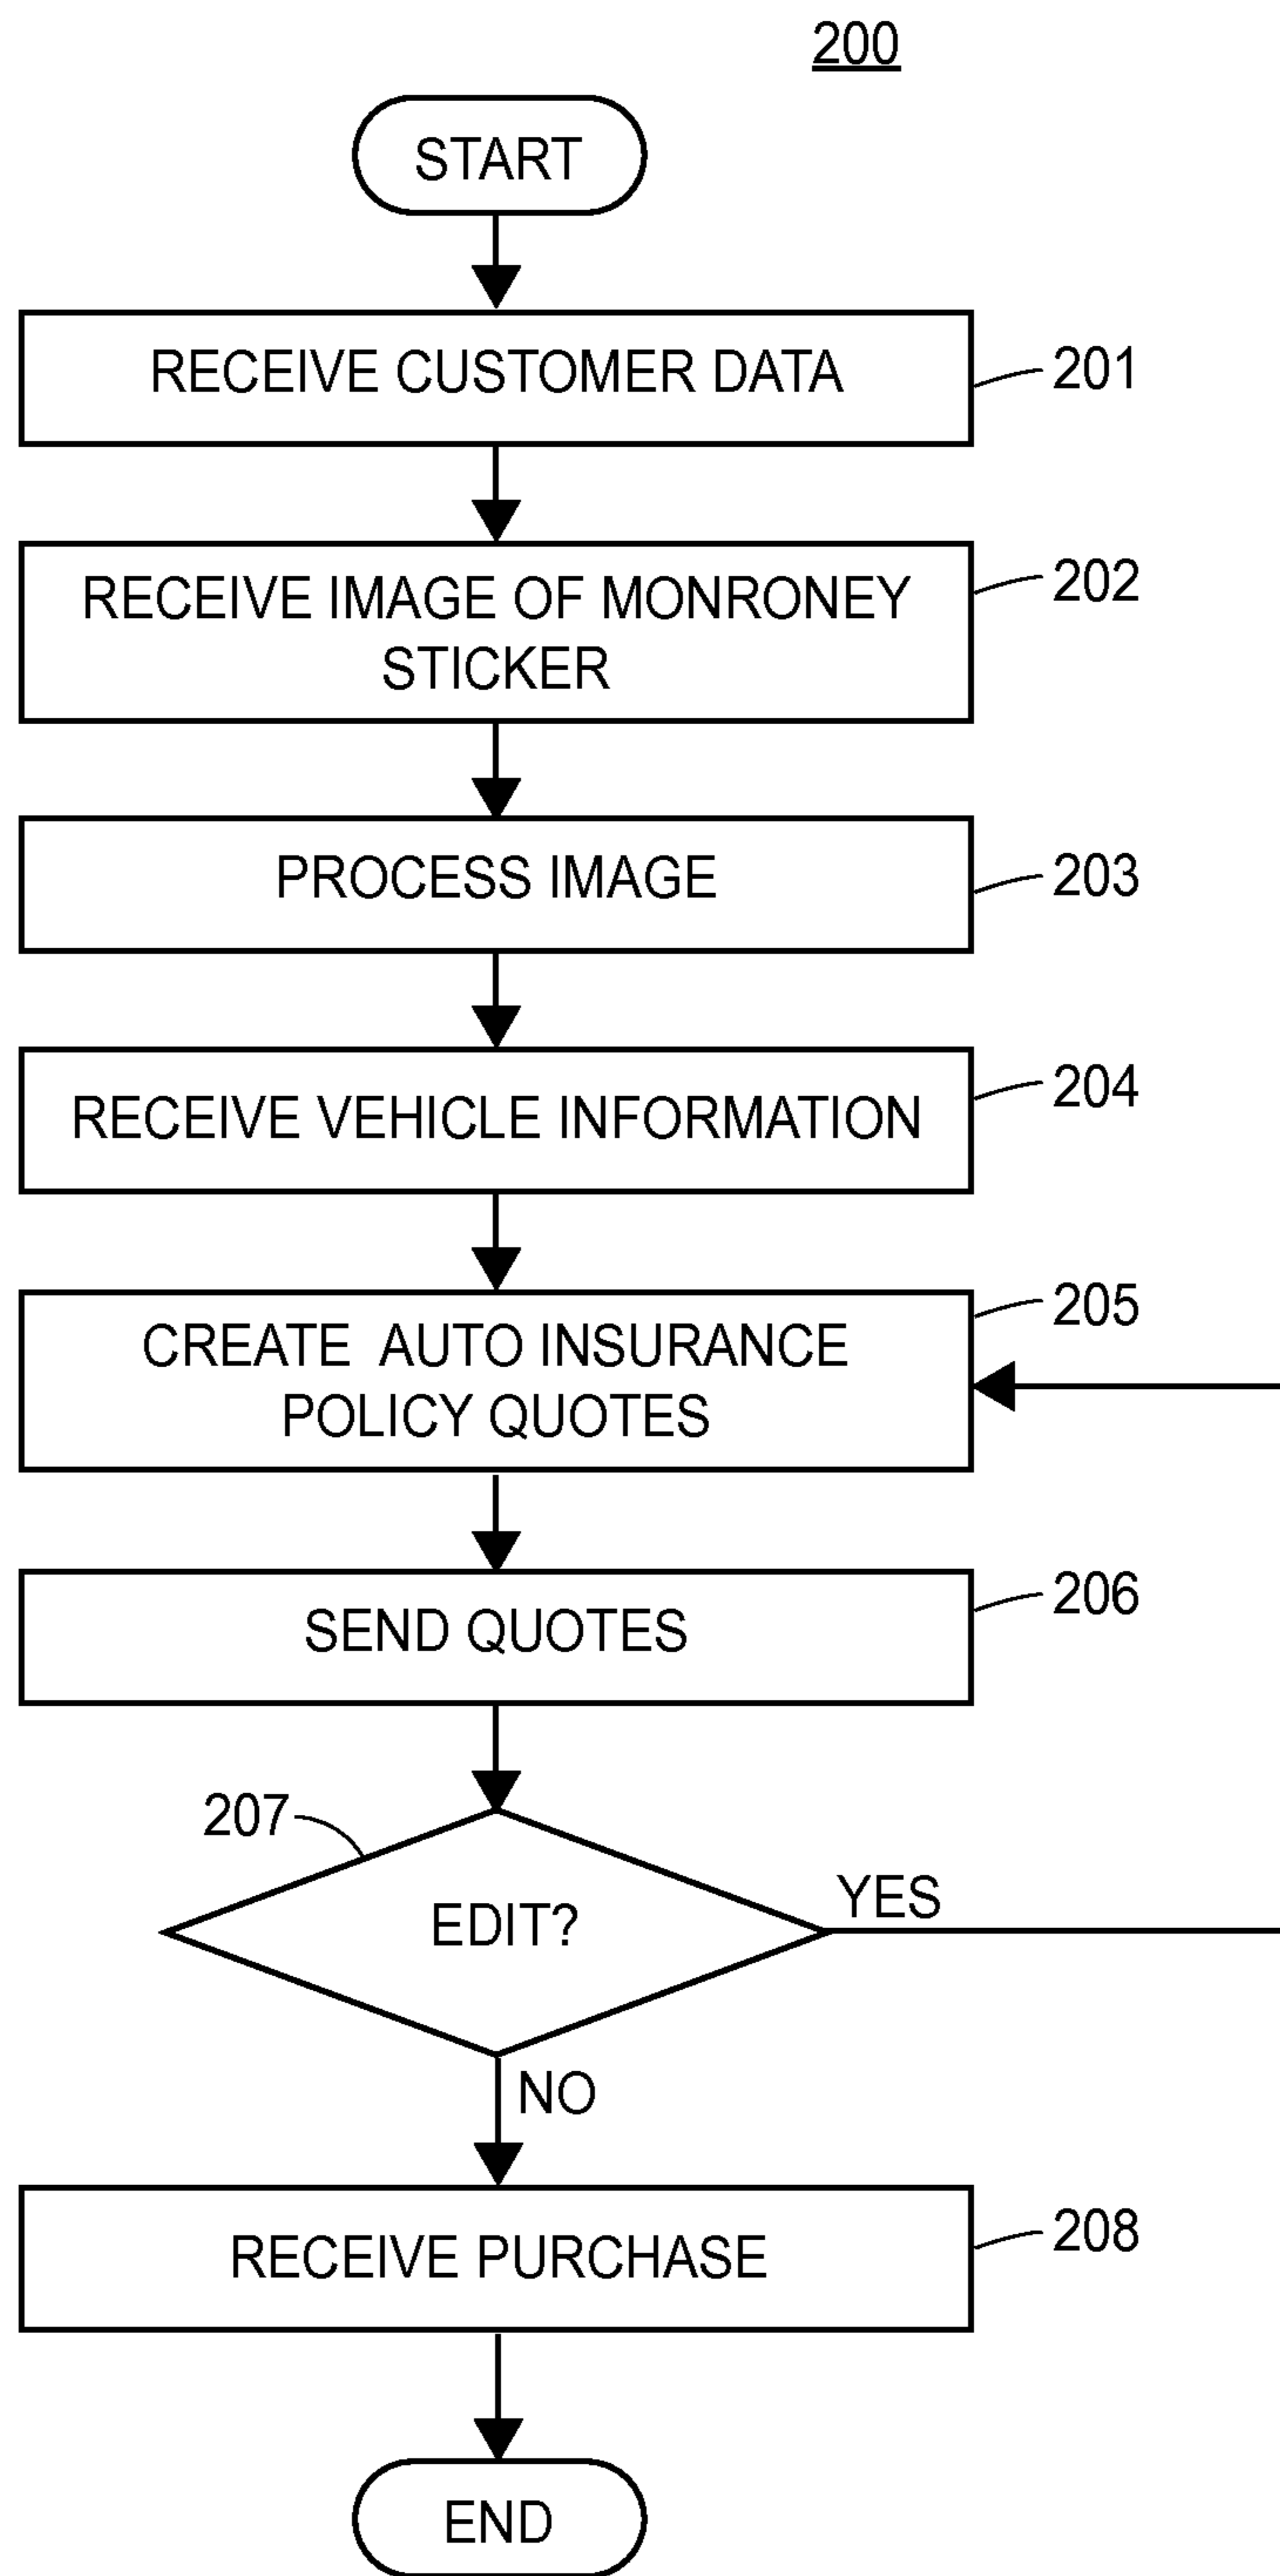 200
START
RECEIVE CUSTOMER DATA
201
RECEIVE IMAGE OF MONRONEY
STICKER
202
PROCESS IMAGE
203
RECEIVE VEHICLE INFORMATION
204
CREATE AUTO INSURANCE
POLICY QUOTES
205
SEND QUOTES
206
207
EDIT?
YES
NO
RECEIVE PURCHASE
208
END